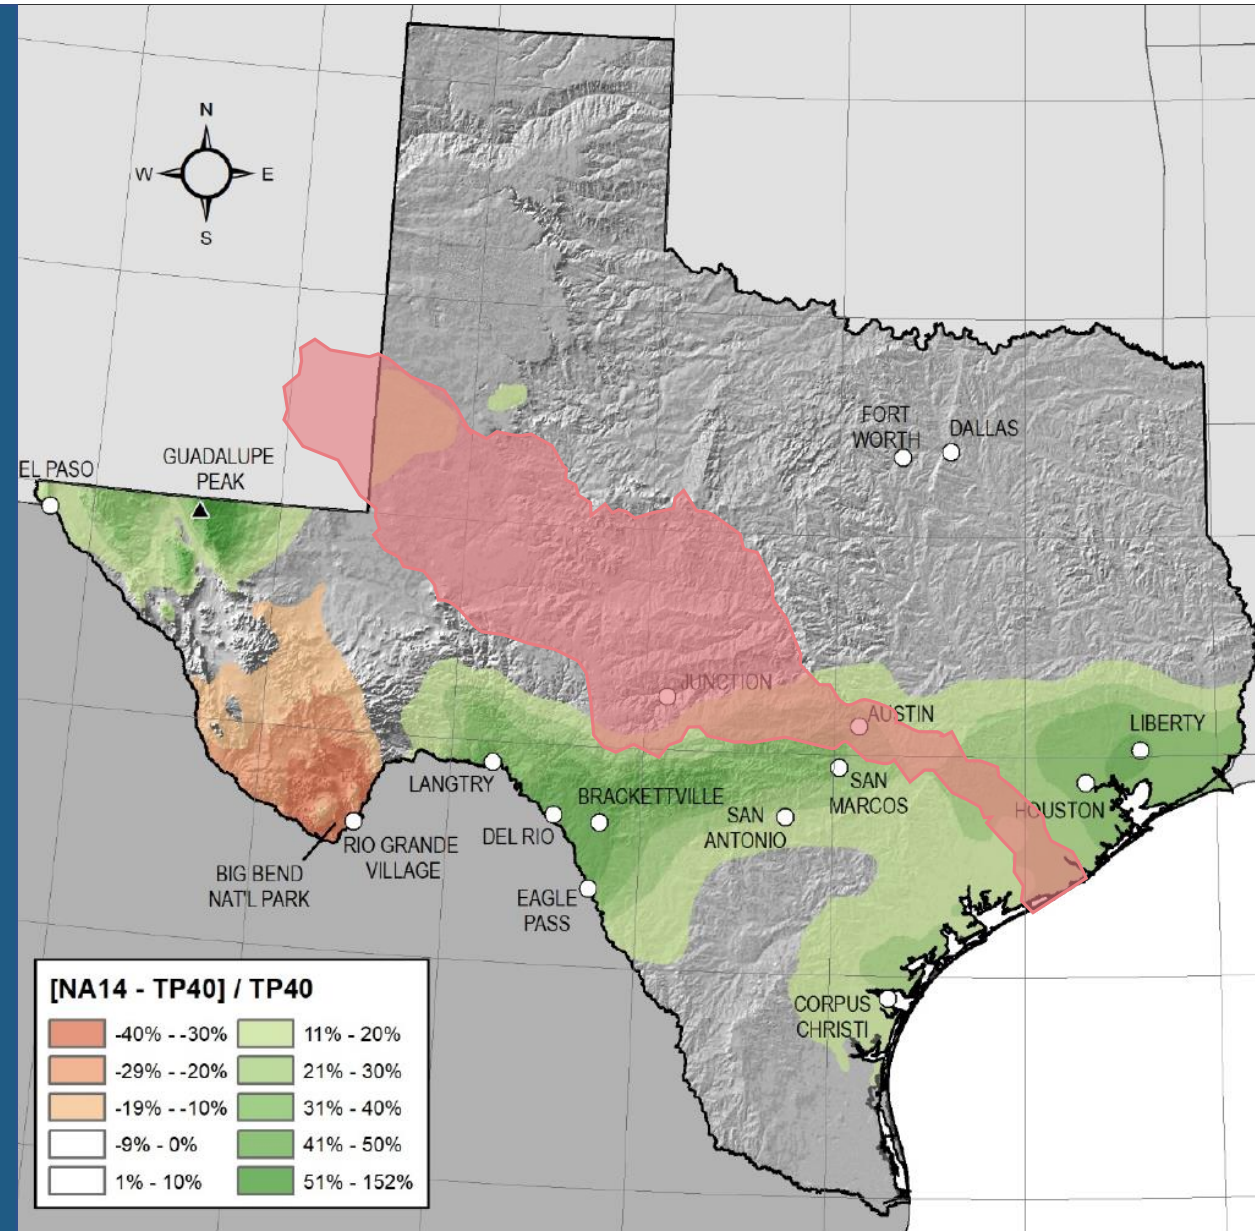 N
W
E
S
EL PASO
GUADALUPE
PEAK
FORT
WORTH
DALLAS
JUNCTION
AUSTIN
LIBERTY
HOUSTON
LANGTRY
BRACKETTVILLE
SAN
MARCOS
SAN
ANTONIO
DEL RIO
RIO GRANDE
VILLAGE
BIG BEND
NAT'L PARK
EAGLE
PASS
CORPUS
CHRISTI
[NA14 - TP40] / TP40
-40% - -30%
-29% - -20%
-19% - -10%
-9% - 0%
1% - 10%
11% - 20%
21% - 30%
31% - 40%
41% - 50%
51% - 152%